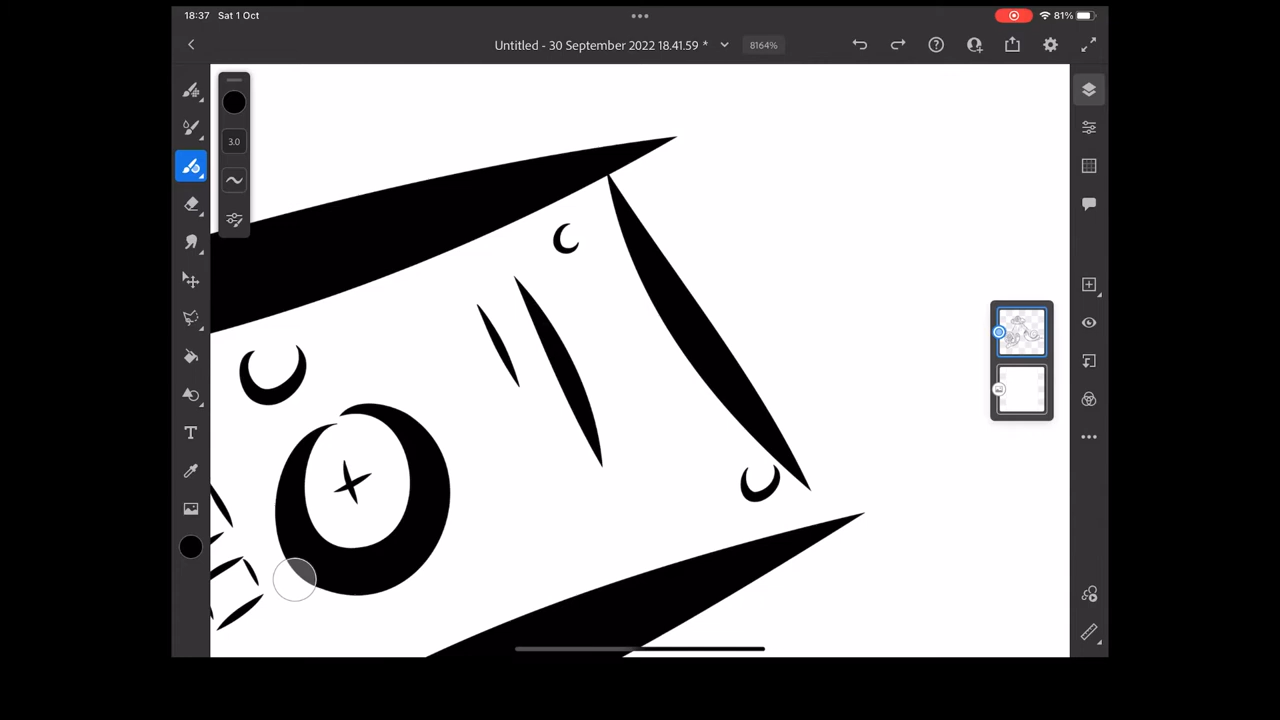 18:37 Sat 1 Oct
81%
Untitled - 30 September 2022 18.41.59 *
8164%
3.0
T